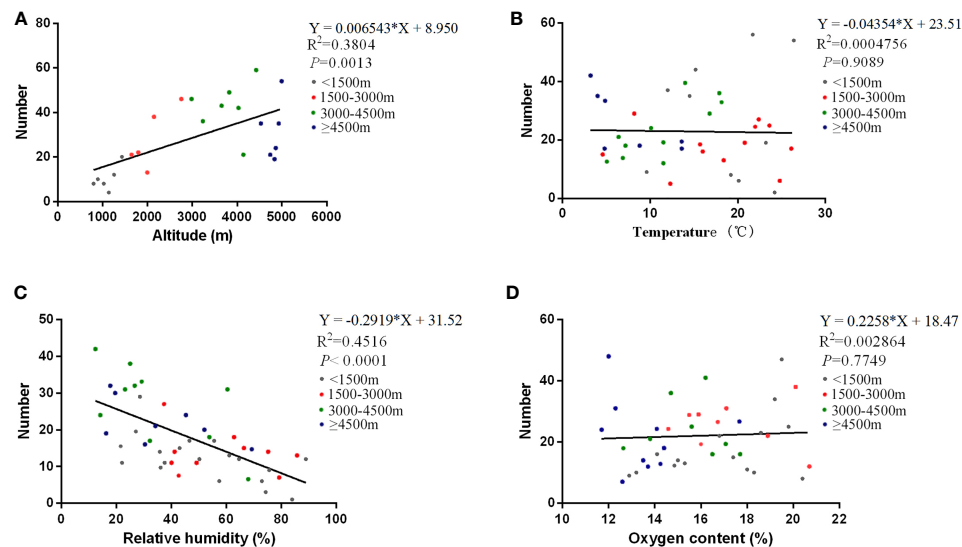 A
Y = 0.006543*X + 8.950
R²=0.3804
P=0.0013
<1500m
1500-3000m
3000-4500m
≥4500m
Number
80
60
40
20
0
0 1000 2000 3000 4000 5000 6000
Altitude (m)
B
Y = -0.04354*X + 23.51
R²=0.0004756
P=0.9089
<1500m
1500-3000m
3000-4500m
≥4500m
Number
60
40
20
0
0 10 20 30
Temperature（℃）
C
Y = -0.2919*X + 31.52
R²=0.4516
P< 0.0001
<1500m
1500-3000m
3000-4500m
≥4500m
Number
50
40
30
20
10
0
0 20 40 60 80 100
Relative humidity (%)
D
Y = 0.2258*X + 18.47
R²=0.002864
P=0.7749
<1500m
1500-3000m
3000-4500m
≥4500m
Number
60
40
20
0
10 12 14 16 18 20 22
Oxygen content (%)